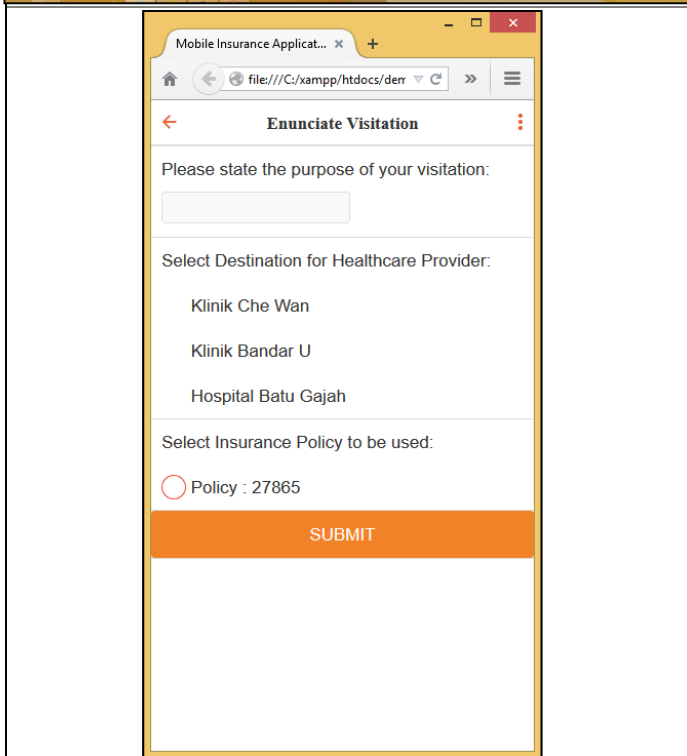 Mobile Insurance Applicat...
file:///C:/xampp/htdocs/den
Enunciate Visitation
Please state the purpose of your visitation:
Select Destination for Healthcare Provider:
Klinik Che Wan
Klinik Bandar U
Hospital Batu Gajah
Select Insurance Policy to be used:
Policy : 27865
SUBMIT